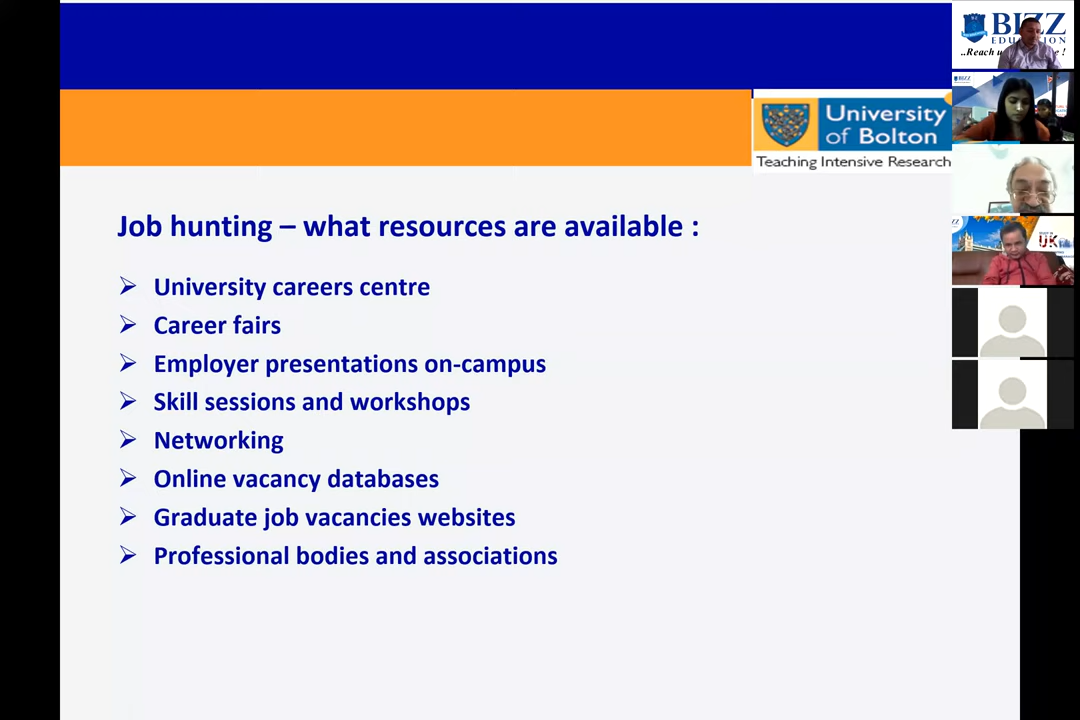 University
of Bolton
Teaching Intensive Research
Job hunting – what resources are available :
University careers centre
Career fairs
Employer presentations on-campus
Skill sessions and workshops
Networking
Online vacancy databases
Graduate job vacancies websites
Professional bodies and associations
BIZZ
..Reach
BIZZ
UK